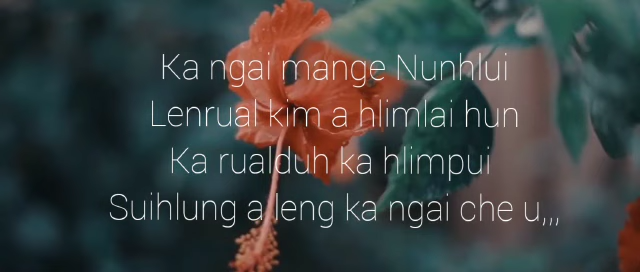 Ka ngai mange Nunhlui
Lenrual kim a hlimlai hun
Ka rualduh ka hlimpui
Suihlung a leng ka ngai che u,,,